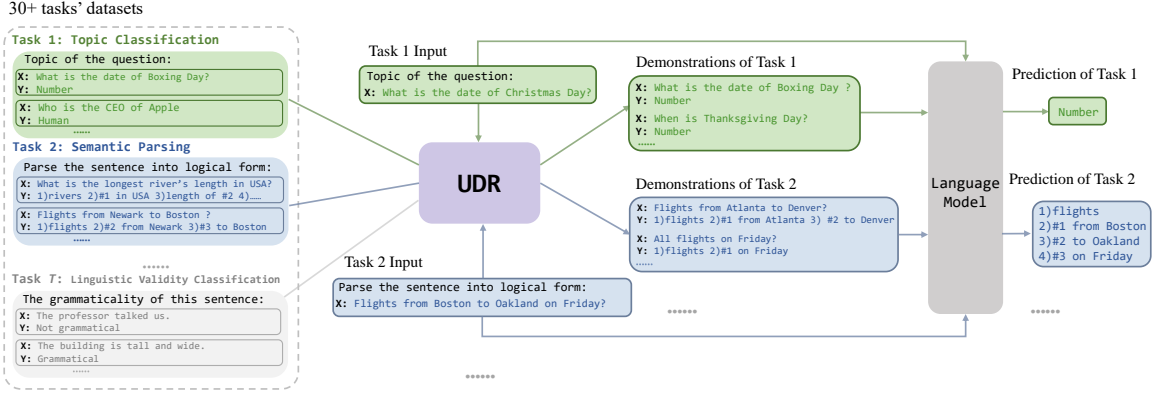 30+ tasks' datasets
Task 1: Topic Classification
Topic of the question:
X: What is the date of Boxing Day?
Y: Number
X: Who is the CEO of Apple
Y: Human
......
Task 2: Semantic Parsing
Parse the sentence into logical form:
X: What is the longest river's length in USA?
Y: 1)rivers 2)#1 in USA 3)length of #2 4)……
X: Flights from Newark to Boston ?
Y: 1)flights 2)#2 from Newark 3)#3 to Boston
......
......
Task T: Linguistic Validity Classification
The grammaticality of this sentence:
X: The professor talked us.
Y: Not grammatical
X: The building is tall and wide.
Y: Grammatical
......
Task 1 Input
Topic of the question:
X: What is the date of Christmas Day?
UDR
Task 2 Input
Parse the sentence into logical form:
X: Flights from Boston to Oakland on Friday?
......
Demonstrations of Task 1
X: What is the date of Boxing Day ?
Y: Number
X: When is Thanksgiving Day?
Y: Number
......
Demonstrations of Task 2
X: Flights from Atlanta to Denver?
Y: 1)flights 2)#1 from Atlanta 3) #2 to Denver
X: All flights on Friday?
Y: 1)flights 2)#1 on Friday
......
......
Language
Model
Prediction of Task 1
Number
Prediction of Task 2
1)flights
2)#1 from Boston
3)#2 to Oakland
4)#3 on Friday
......